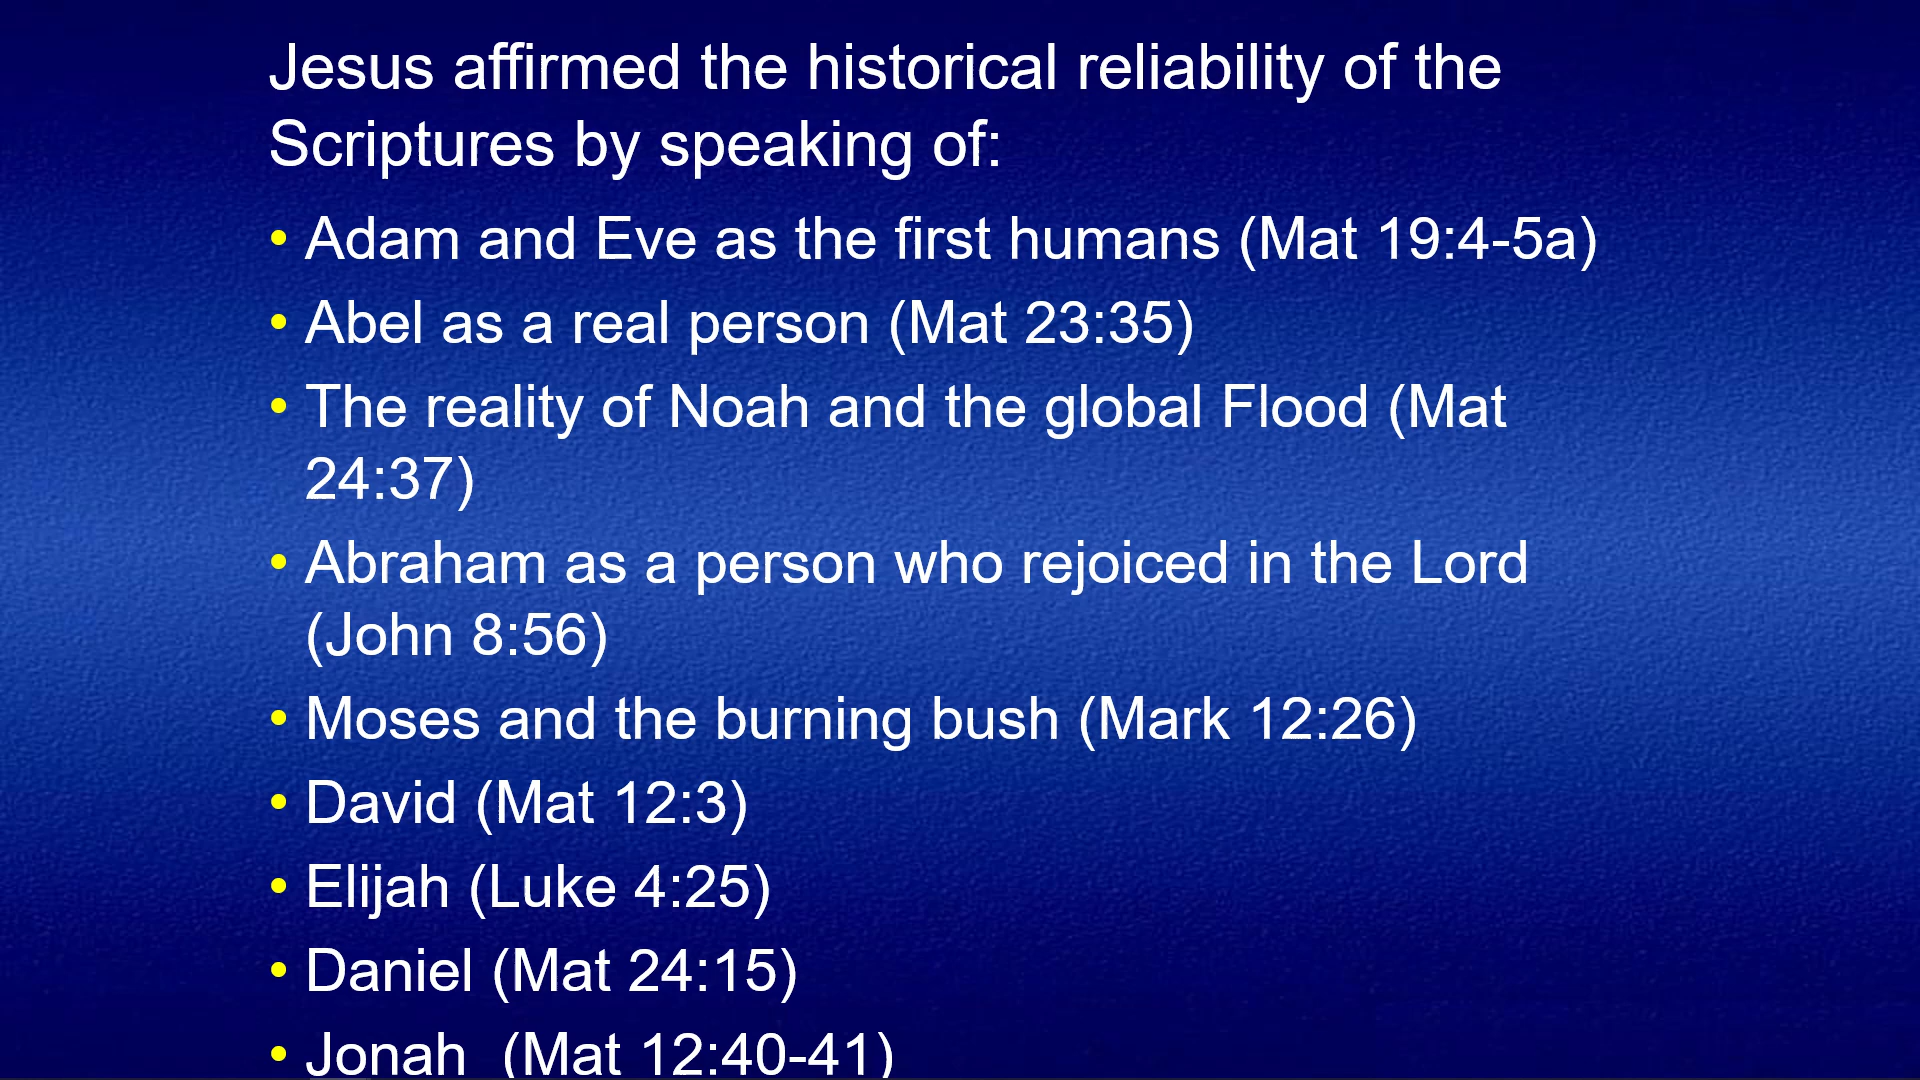 Jesus affirmed the historical reliability of the
Scriptures by speaking of:
• Adam and Eve as the first humans (Mat 19:4-5a)
• Abel as a real person (Mat 23:35)
• The reality of Noah and the global Flood (Mat
24:37)
• Abraham as a person who rejoiced in the Lord
(John 8:56)
• Moses and the burning bush (Mark 12:26)
• David (Mat 12:3)
• Elijah (Luke 4:25)
• Daniel (Mat 24:15)
• Jonah  (Mat 12:40-41)